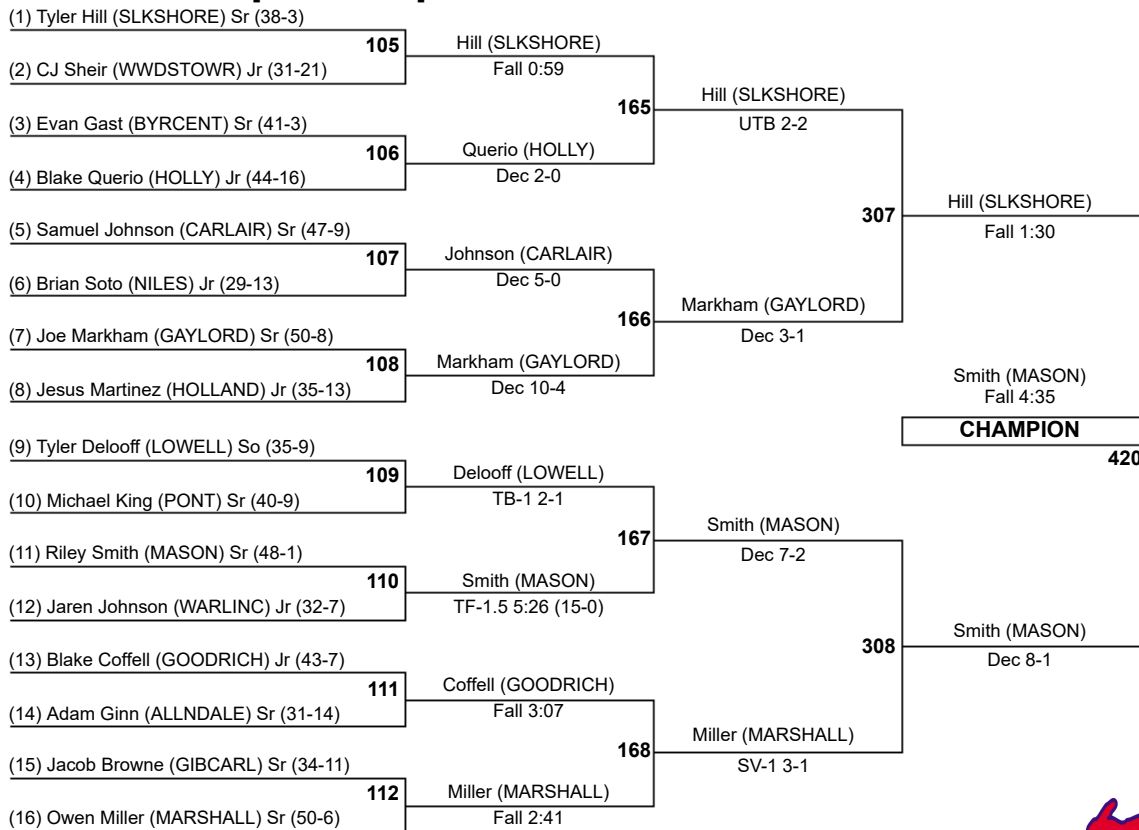 (1) Tyler Hill (SLKSHORE) Sr (38-3)
105
(2) CJ Sheir (WWDSTOWR) Jr (31-21)
Hill (SLKSHORE)
Fall 0:59
165
(3) Evan Gast (BYRCENT) Sr (41-3)
106
(4) Blake Querio (HOLLY) Jr (44-16)
Querio (HOLLY)
Dec 2-0
Hill (SLKSHORE)
UTB 2-2
307
(5) Samuel Johnson (CARLAIR) Sr (47-9)
107
(6) Brian Soto (NILES) Jr (29-13)
Johnson (CARLAIR)
Dec 5-0
166
(7) Joe Markham (GAYLORD) Sr (50-8)
108
(8) Jesus Martinez (HOLLAND) Jr (35-13)
Markham (GAYLORD)
Dec 10-4
Markham (GAYLORD)
Dec 3-1
Hill (SLKSHORE)
Fall 1:30
Smith (MASON)
Fall 4:35
CHAMPION
420
(9) Tyler Delooff (LOWELL) So (35-9)
109
(10) Michael King (PONT) Sr (40-9)
Delooff (LOWELL)
TB-1 2-1
167
(11) Riley Smith (MASON) Sr (48-1)
110
(12) Jaren Johnson (WARLINC) Jr (32-7)
Smith (MASON)
TF-1.5 5:26 (15-0)
Smith (MASON)
Dec 7-2
308
(13) Blake Coffell (GOODRICH) Jr (43-7)
111
(14) Adam Ginn (ALLNDALE) Sr (31-14)
Coffell (GOODRICH)
Fall 3:07
168
(15) Jacob Browne (GIBCARL) Sr (34-11)
112
(16) Owen Miller (MARSHALL) Sr (50-6)
Miller (MARSHALL)
Fall 2:41
Miller (MARSHALL)
SV-1 3-1
Smith (MASON)
Dec 8-1